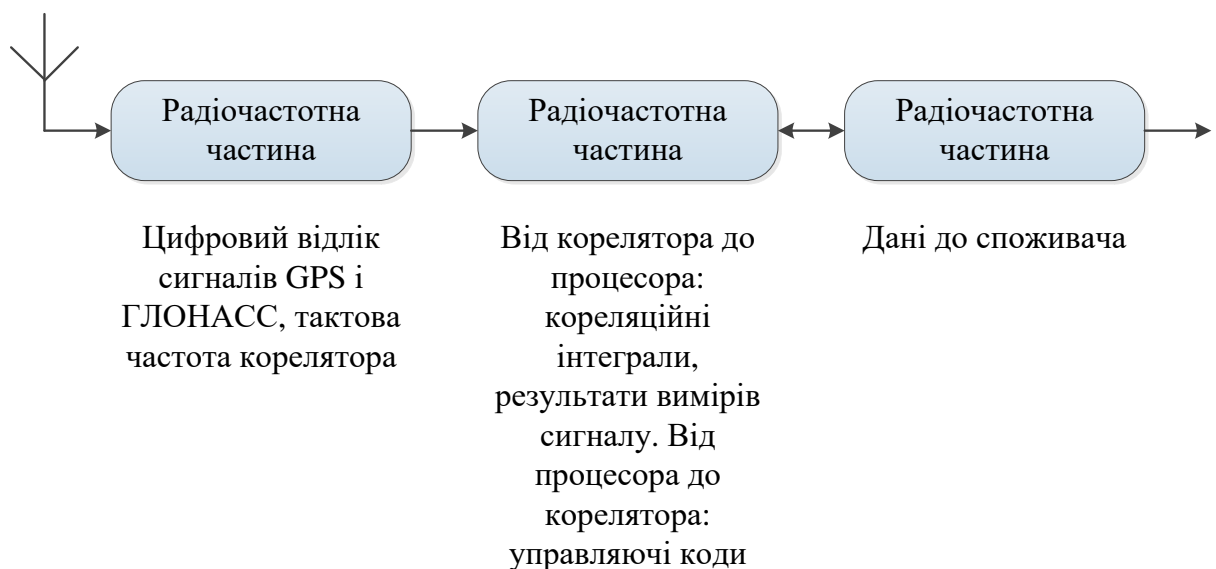 Радіочастотна
частина
Радіочастотна
частина
Радіочастотна
частина
Цифровий відлік
сигналів GPS і
ГЛОНАСС, тактова
частота корелятора
Від корелятора до
процесора:
кореляційні
інтеграли,
результати вимірів
сигналу. Від
процесора до
корелятора:
управляючі коди
Дані до споживача